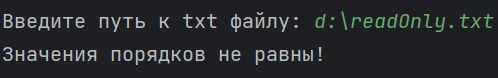 Введите путь к txt файлу: d:\readOnly.txt
Значения порядков не равны!